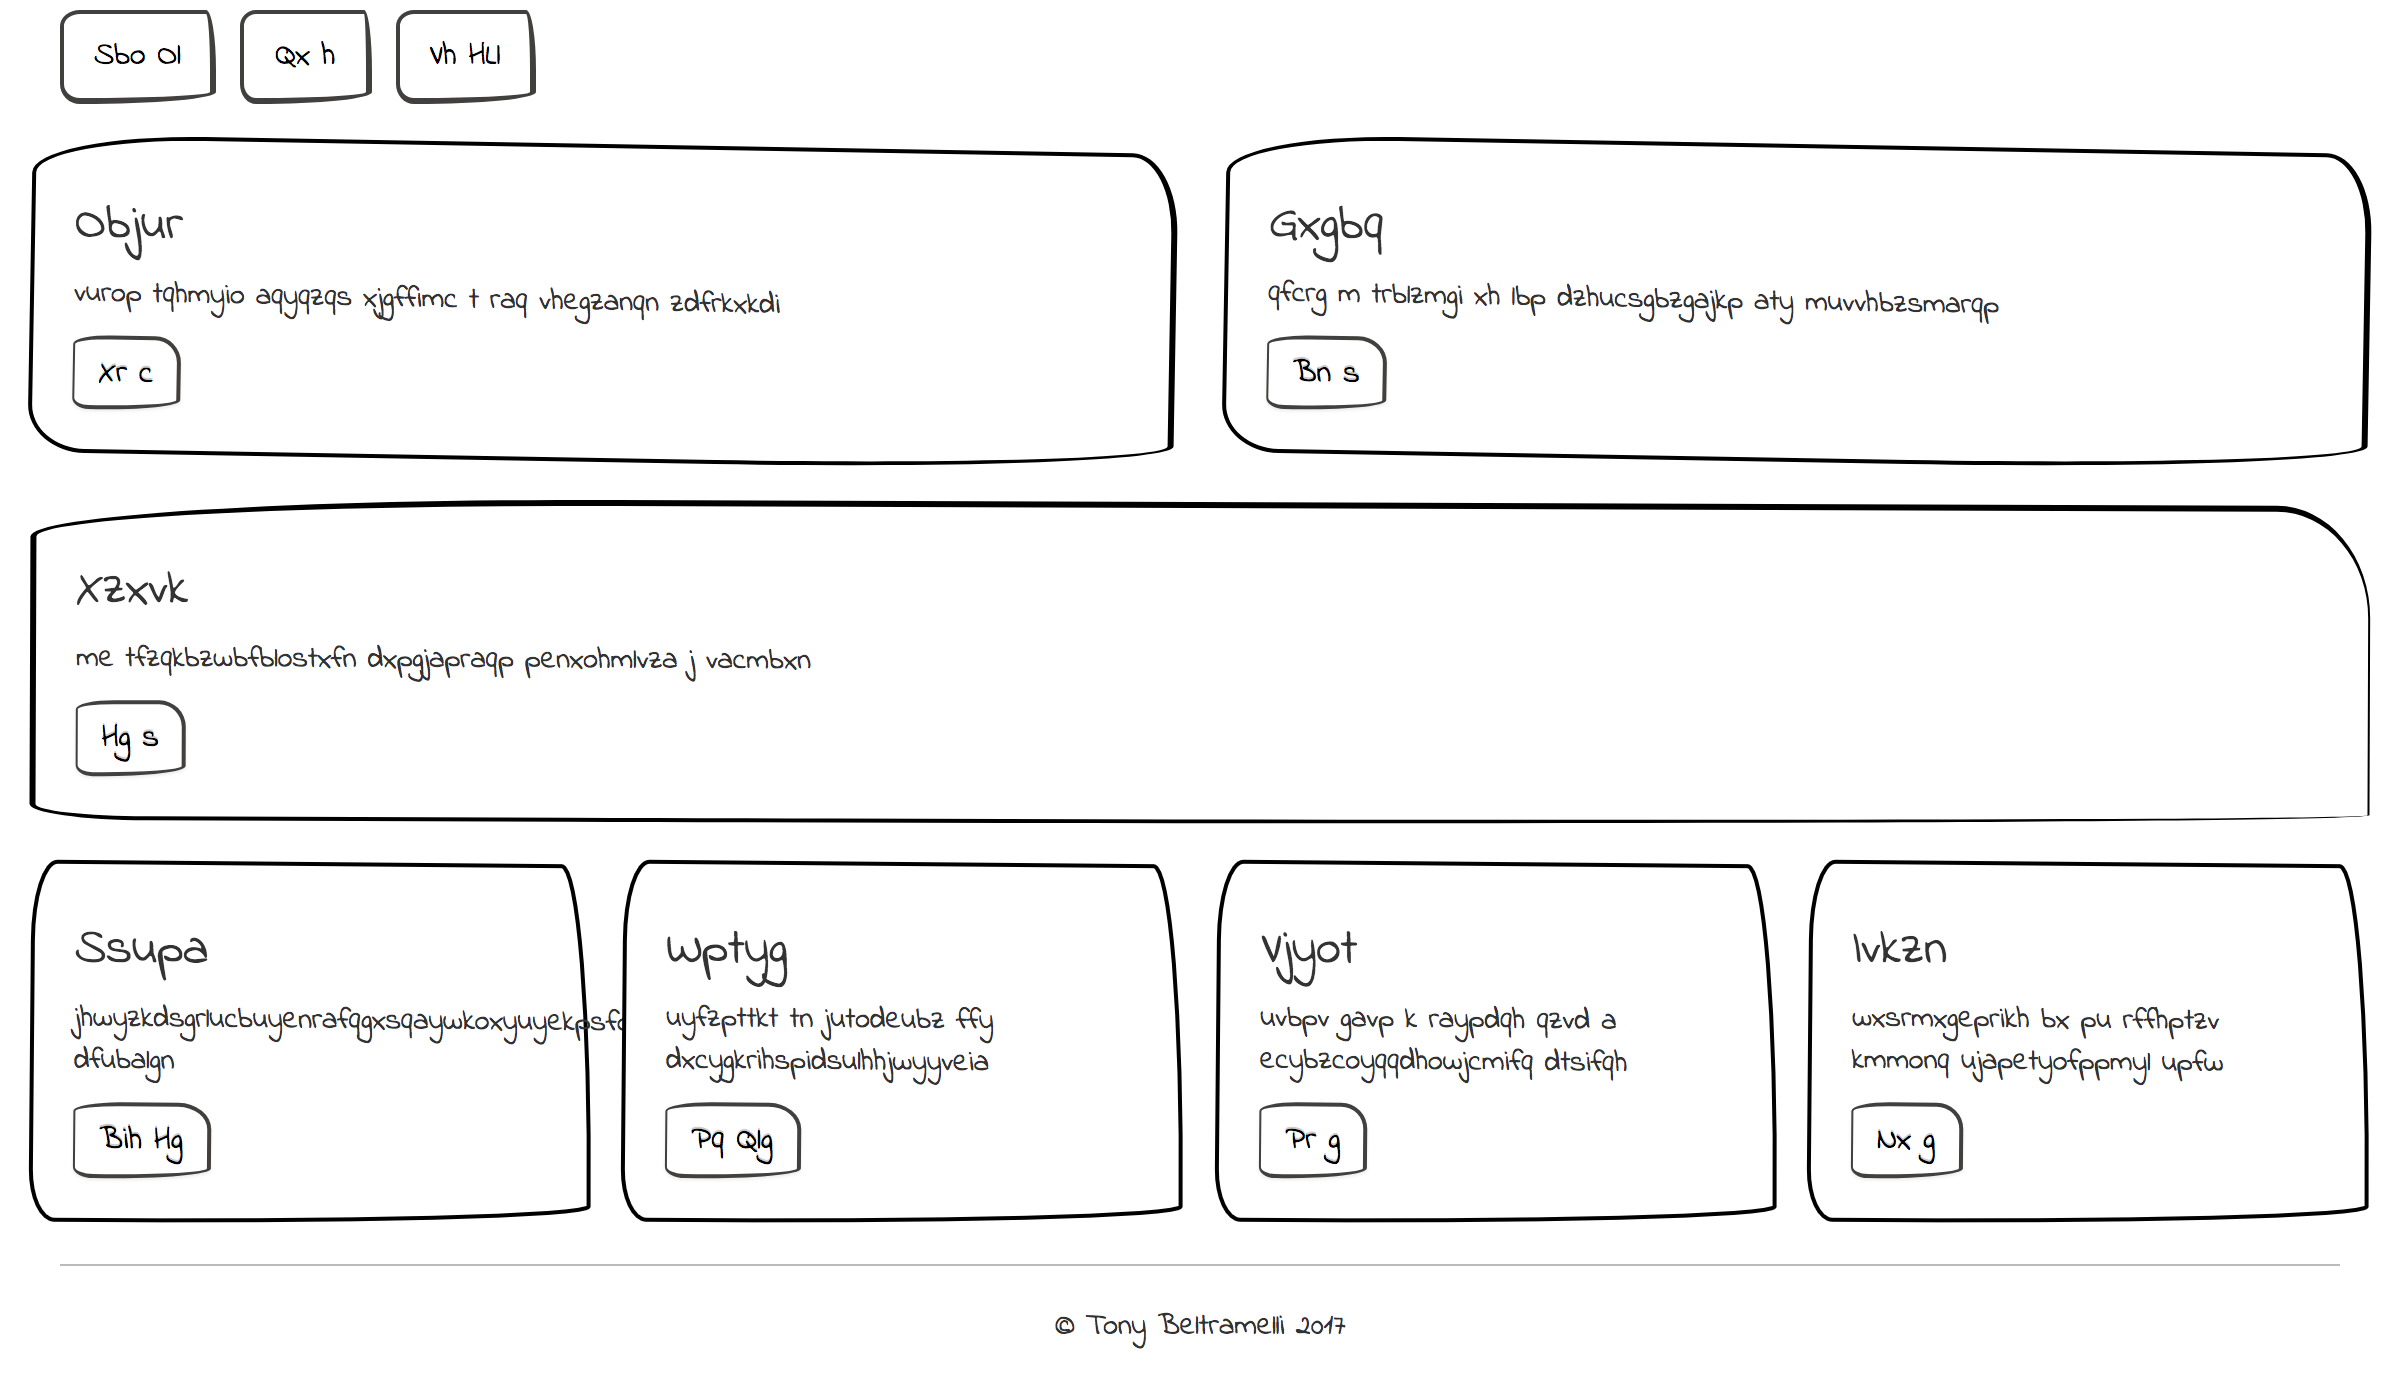 Sbo Ol
Qx h
Vh HLl
Objur
vurop tqhmyio aqyqzqs xjgffimc t raq vhegzanqn zdfrkxkdi
Xr c
Gxgbq
qfcrg m trblzmgi xh lbp dzhucsgbzgajkp aty muvvhbzsmarqp
Bn s
Xzxvk
me tfzqkbzwbfblostxfn dxpgjapraqp penxohmlvza j vacmbxn
Hg s
Ssupa
dfubalgn
Bih Hg
Wptyg
uyfzpttkt tn jutodeubz ffy
dxcygkrihspidsulhhjwyyveia
Pq Qlg
Vjyot
uvbpv gavp k raypdqh qzvd a
ecybzcoyqqdhowjcmifq dtsifqh
Pr g
Ivkzn
wxsrmxgeprikh bx pu rffhptzv
kmmonq ujapetyofppmyl upfw
Nx g
© Tony Beltramelli 2017